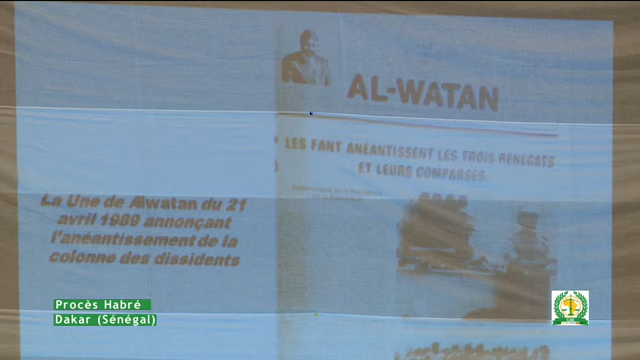 AL-WATAN
LES FANT ANÉANTISSENT LES TROIS RENEGATS
ET LEURS COMPARSES
La Une de Alwatan du 21
avril 1989 annonçant
l'anéantissement de la
colonne des dissidents
Procès Habré
Dakar (Sénégal)